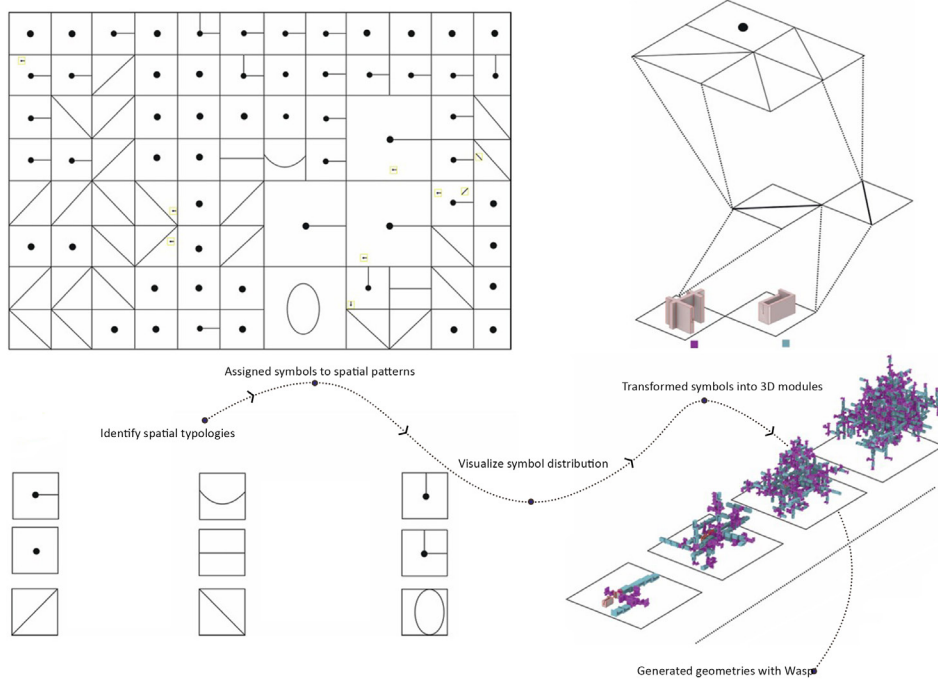 Assigned symbols to spatial patterns
Transformed symbols into 3D modules
Identify spatial typologies
Visualize symbol distribution
Generated geometries with Wasp